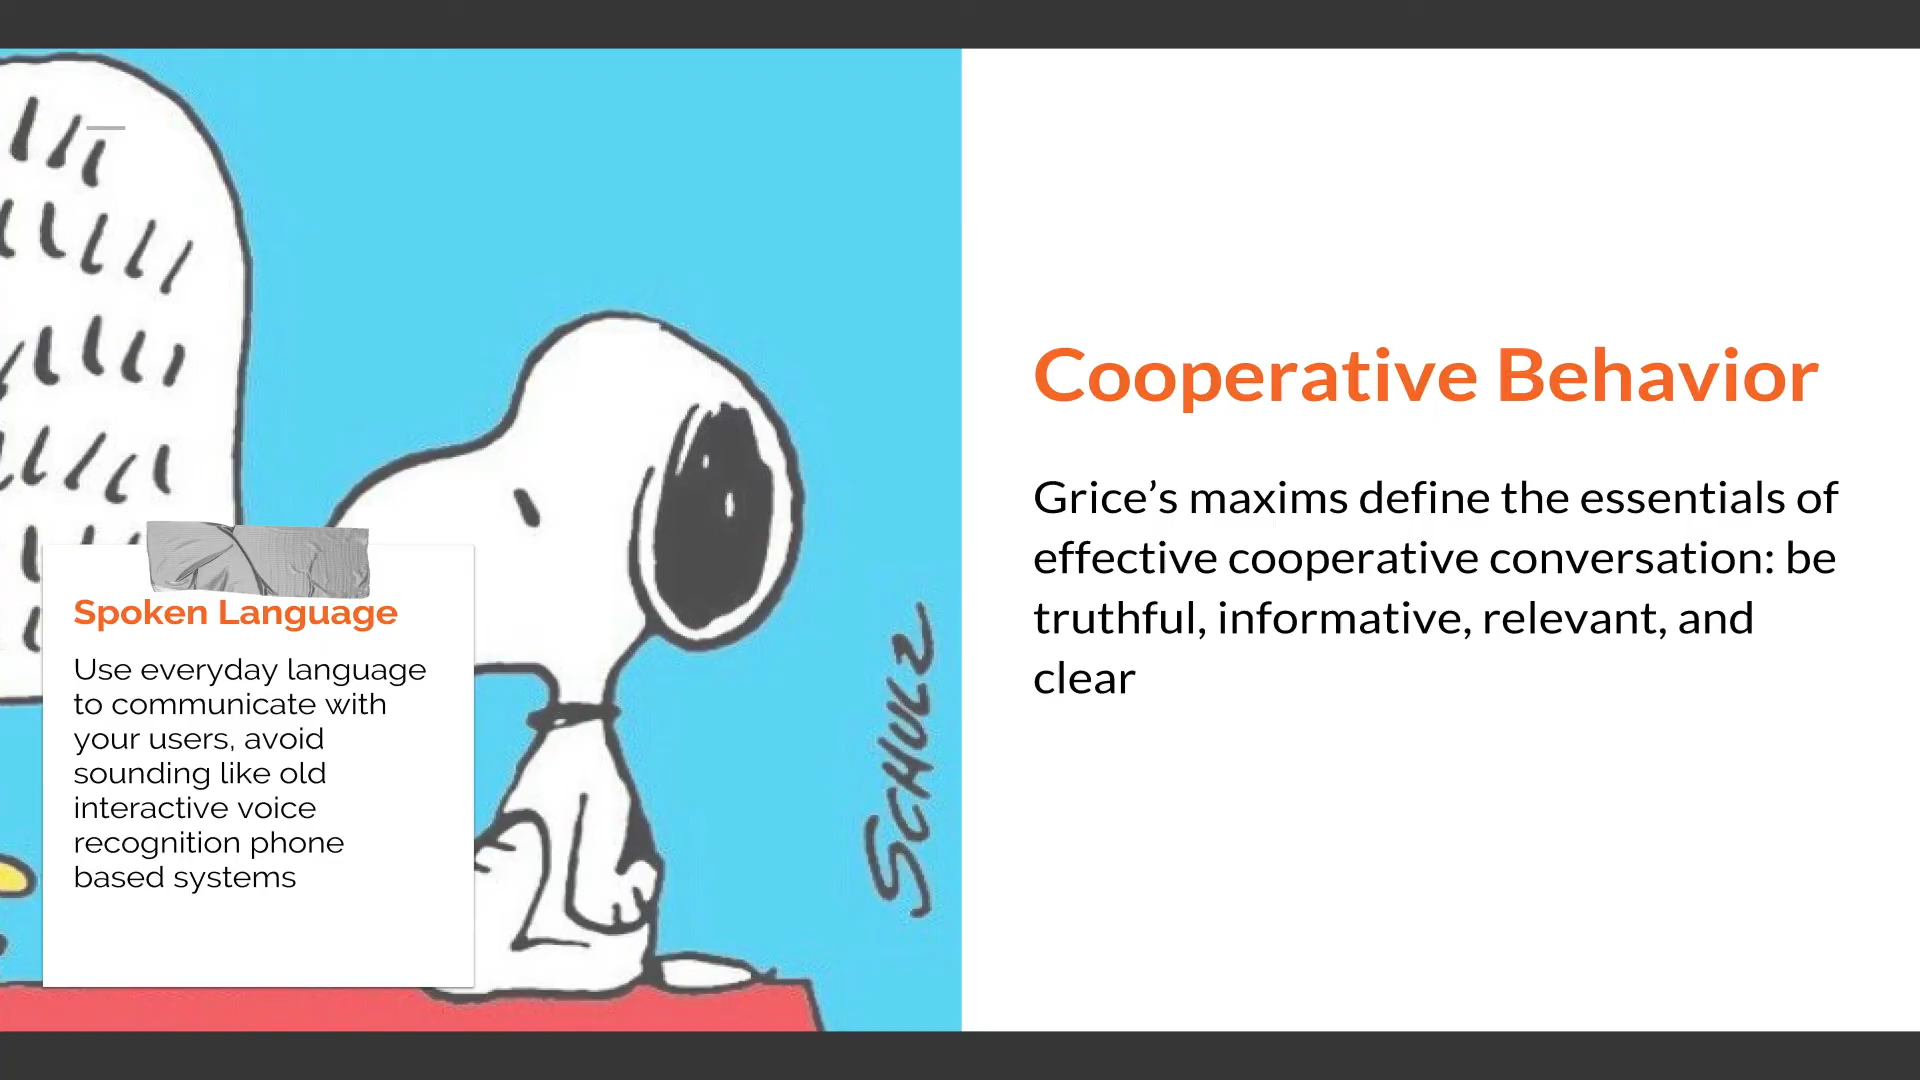 Spoken Language
Use everyday language
to communicate with
your users, avoid
sounding like old
interactive voice
recognition phone
based systems
SCHULZ
Cooperative Behavior
Grice’s maxims define the essentials of
effective cooperative conversation: be
truthful, informative, relevant, and
clear